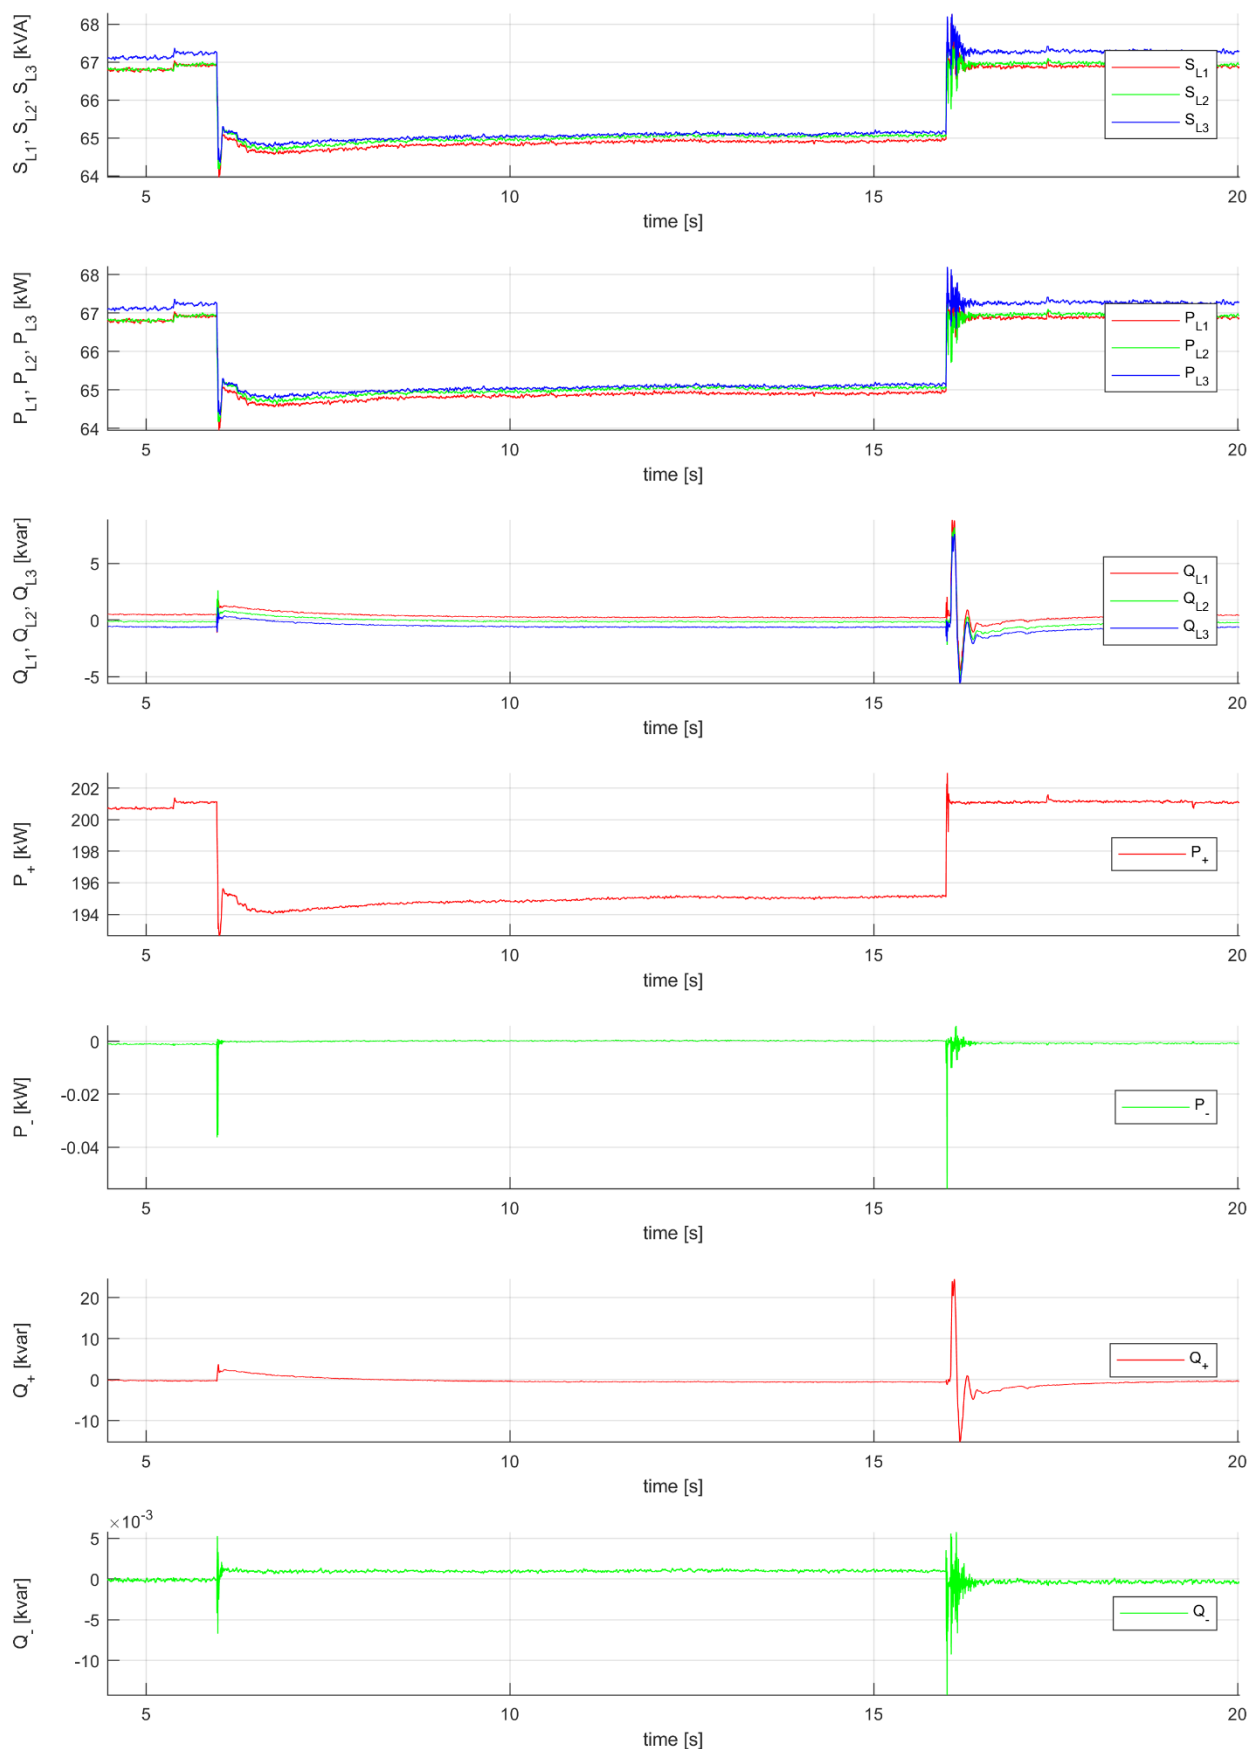 S_L1, S_L2, S_L3 [kVA]
68
67
66
65
64
5 10 15 20
time [s]
S_L1
S_L2
S_L3
P_L1, P_L2, P_L3 [kW]
68
67
66
65
64
5 10 15 20
time [s]
P_L1
P_L2
P_L3
Q_L1, Q_L2, Q_L3 [kvar]
5
0
-5
5 10 15 20
time [s]
Q_L1
Q_L2
Q_L3
P_+ [kW]
202
200
198
196
194
5 10 15 20
time [s]
P_+
P_- [kW]
0
-0.02
-0.04
5 10 15 20
time [s]
P_-
Q_+ [kvar]
20
10
0
-10
5 10 15 20
time [s]
Q_+
Q_- [kvar]
×10^-3
5
0
-5
-10
5 10 15 20
time [s]
Q_-